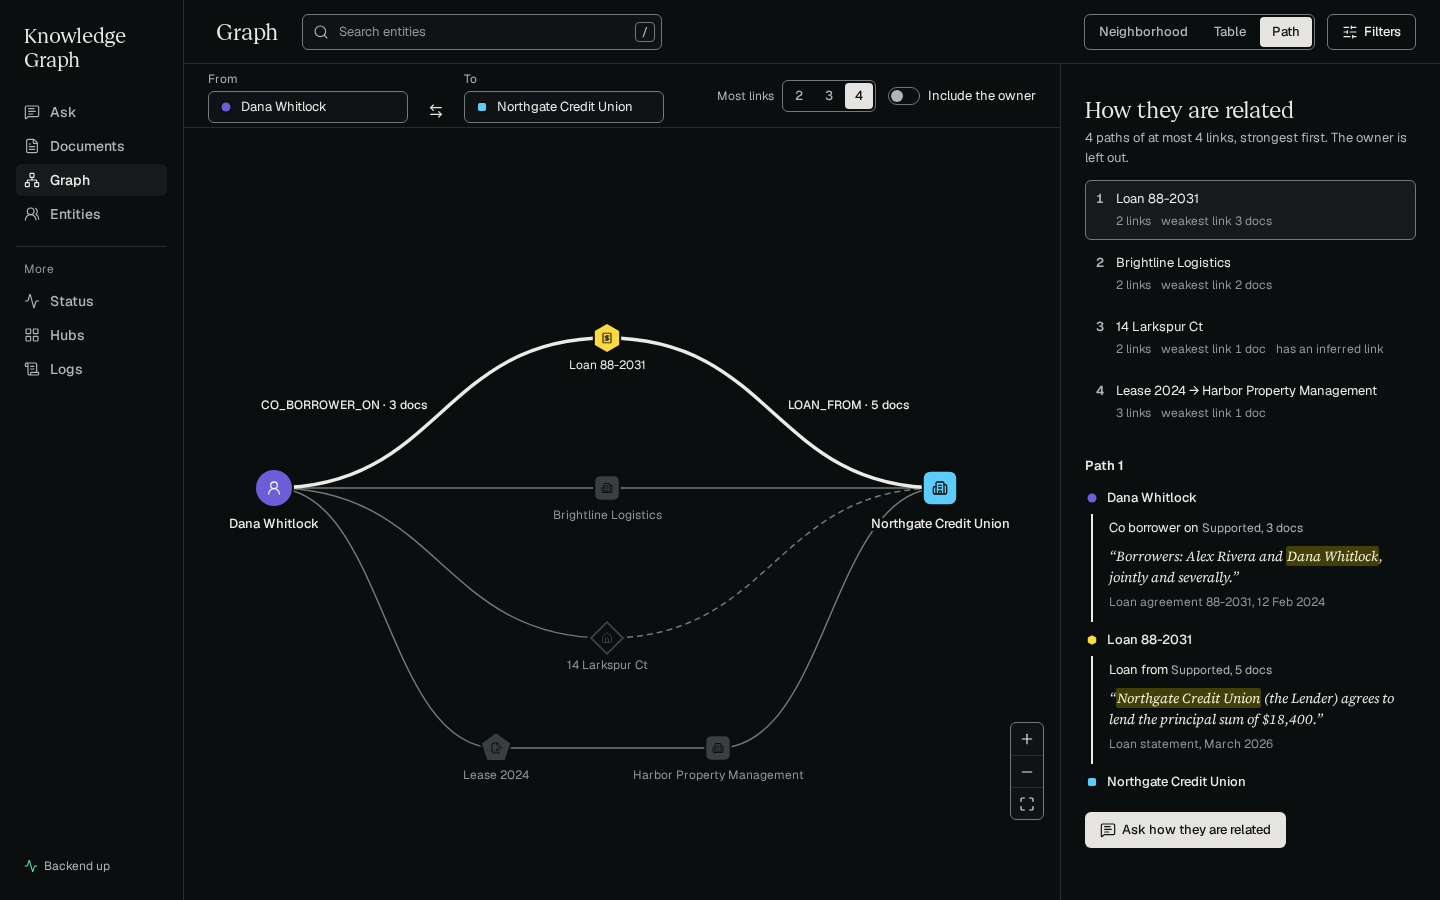 Knowledge
Graph
Ask
Documents
Graph
Entities
More
Status
Hubs
Logs
Backend up
Graph
Search entities
/
Neighborhood
Table
Path
Filters
From
Dana Whitlock
To
Northgate Credit Union
Most links
2
3
4
Include the owner
Loan 88-2031
CO_BORROWER_ON · 3 docs
LOAN_FROM · 5 docs
Dana Whitlock
Brightline Logistics
Northgate Credit Union
14 Larkspur Ct
Lease 2024
Harbor Property Management
How they are related
4 paths of at most 4 links, strongest first. The owner is
left out.
1 Loan 88-2031
2 links weakest link 3 docs
2 Brightline Logistics
2 links weakest link 2 docs
3 14 Larkspur Ct
2 links weakest link 1 doc has an inferred link
4 Lease 2024 → Harbor Property Management
3 links weakest link 1 doc
Path 1
Dana Whitlock
Co borrower on Supported, 3 docs
“Borrowers: Alex Rivera and Dana Whitlock,
jointly and severally.”
Loan agreement 88-2031, 12 Feb 2024
Loan 88-2031
Loan from Supported, 5 docs
“Northgate Credit Union (the Lender) agrees to
lend the principal sum of $18,400.”
Loan statement, March 2026
Northgate Credit Union
Ask how they are related